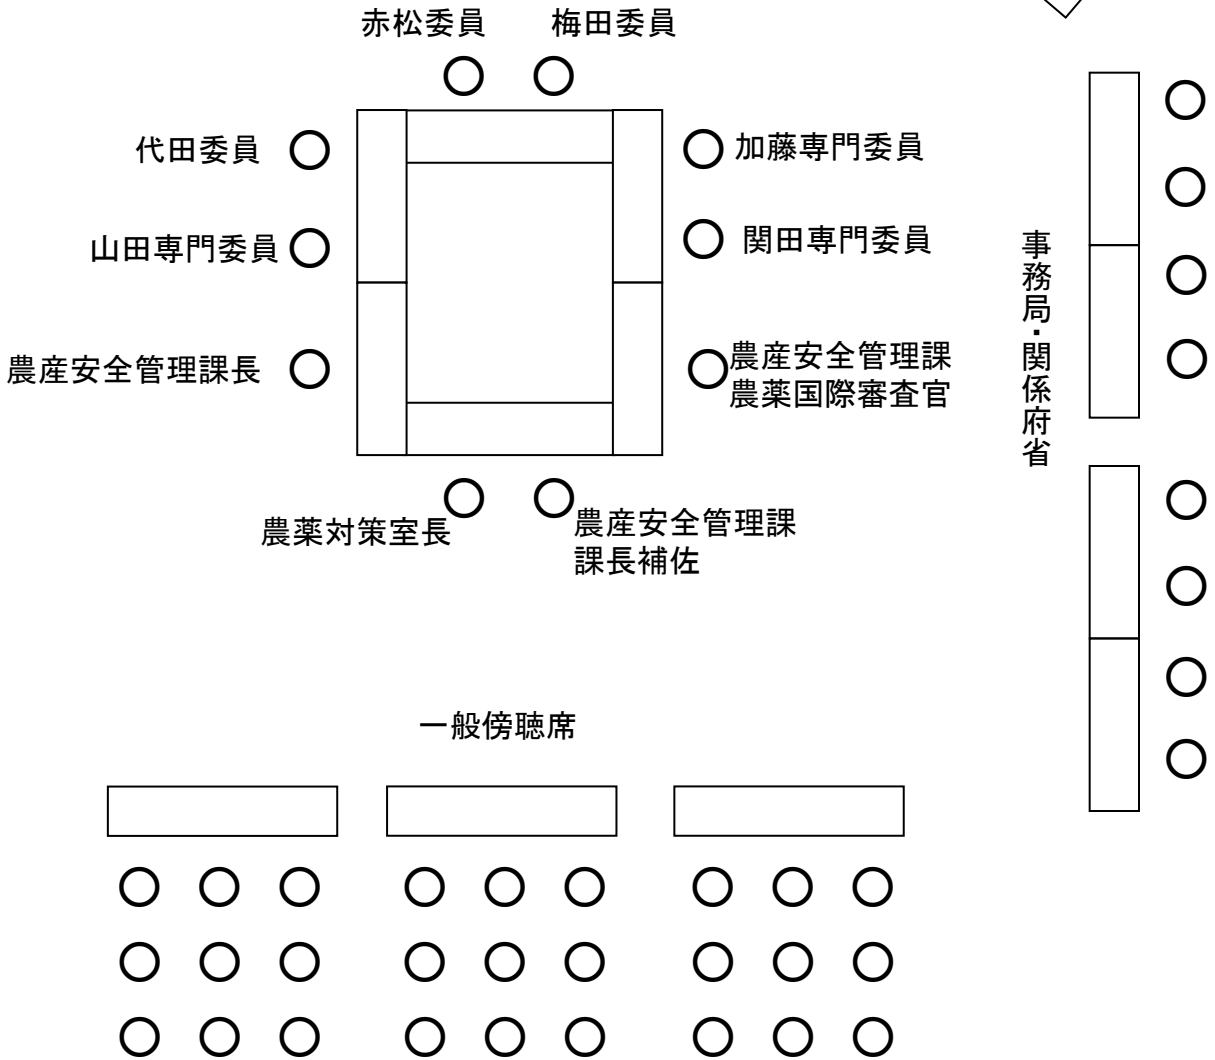 赤松委員
梅田委員
代田委員
加藤専門委員
山田専門委員
関田専門委員
農産安全管理課長
農産安全管理課
農薬国際審査官
農薬対策室長
農産安全管理課
課長補佐
事務局・関係府省
一般傍聴席